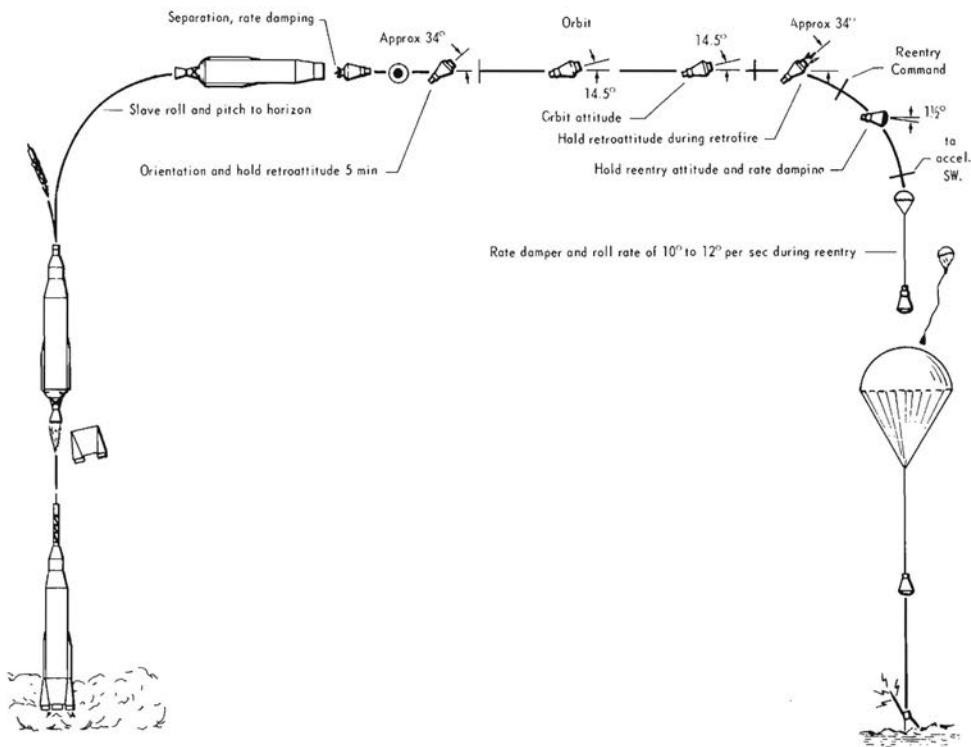 Separation, rate damping
Approx 34°
Orbit
14.5°
Approx 34°
Reentry
Command
14.5°
1½°
Slave roll and pitch to horizon
Orbit attitude
Hold retroattitude during retrofire
to
accel.
SW.
Orientation and hold retroattitude 5 min
Hold reentry attitude and rate damping
Rate damper and roll rate of 10° to 12° per sec during reentry